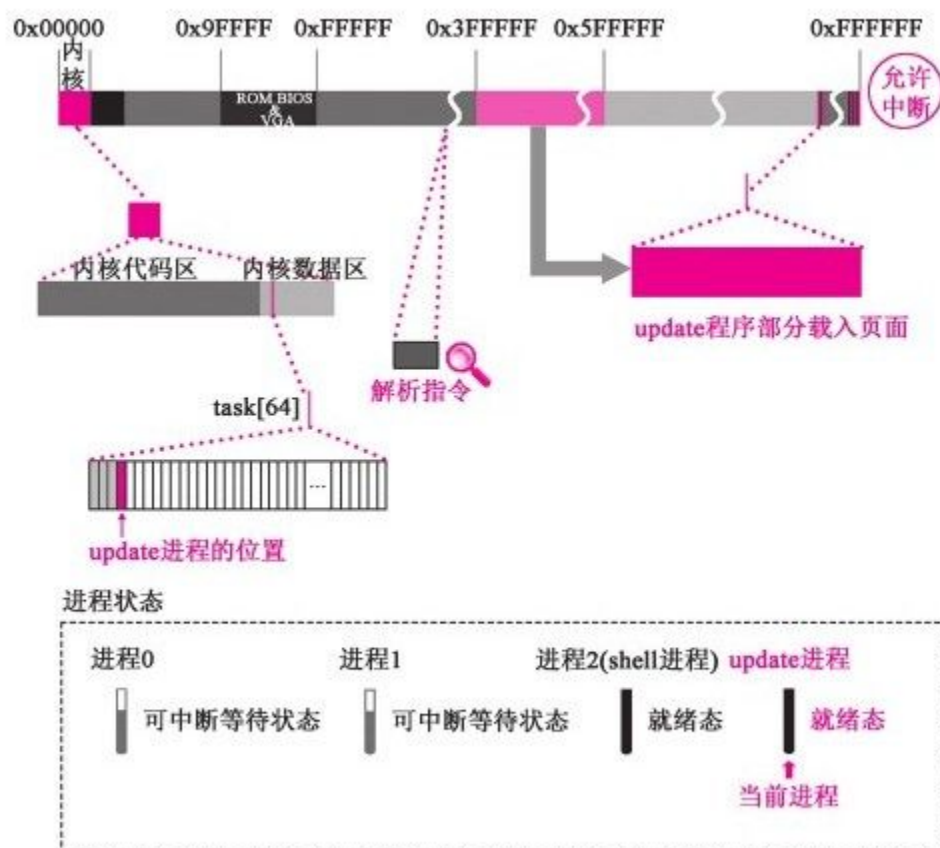 0x00000 0x9FFFF 0xFFFFF 0x3FFFFF 0x5FFFFF 0xFFFFFF
内
核
ROM BIOS
&
VGA
允许
中断
内核代码区 内核数据区
update程序部分载入页面
解析指令
task[64]
...
update进程的位置
进程状态
进程0 进程1 进程2(shell进程) update进程
可中断等待状态 可中断等待状态 就绪态 就绪态
当前进程